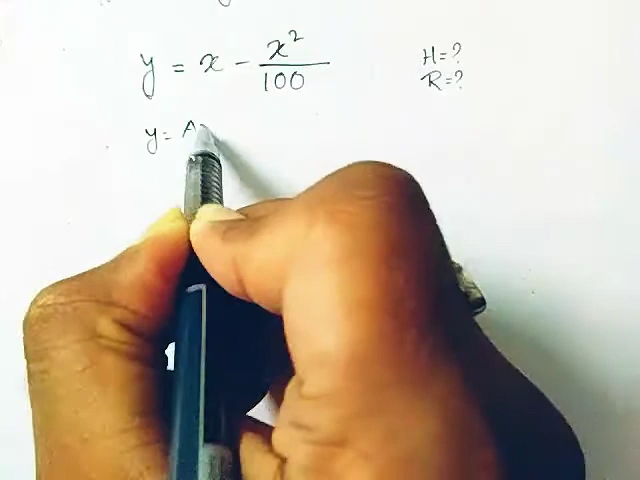 y = x - x²/100
H=?
R=?
y = A